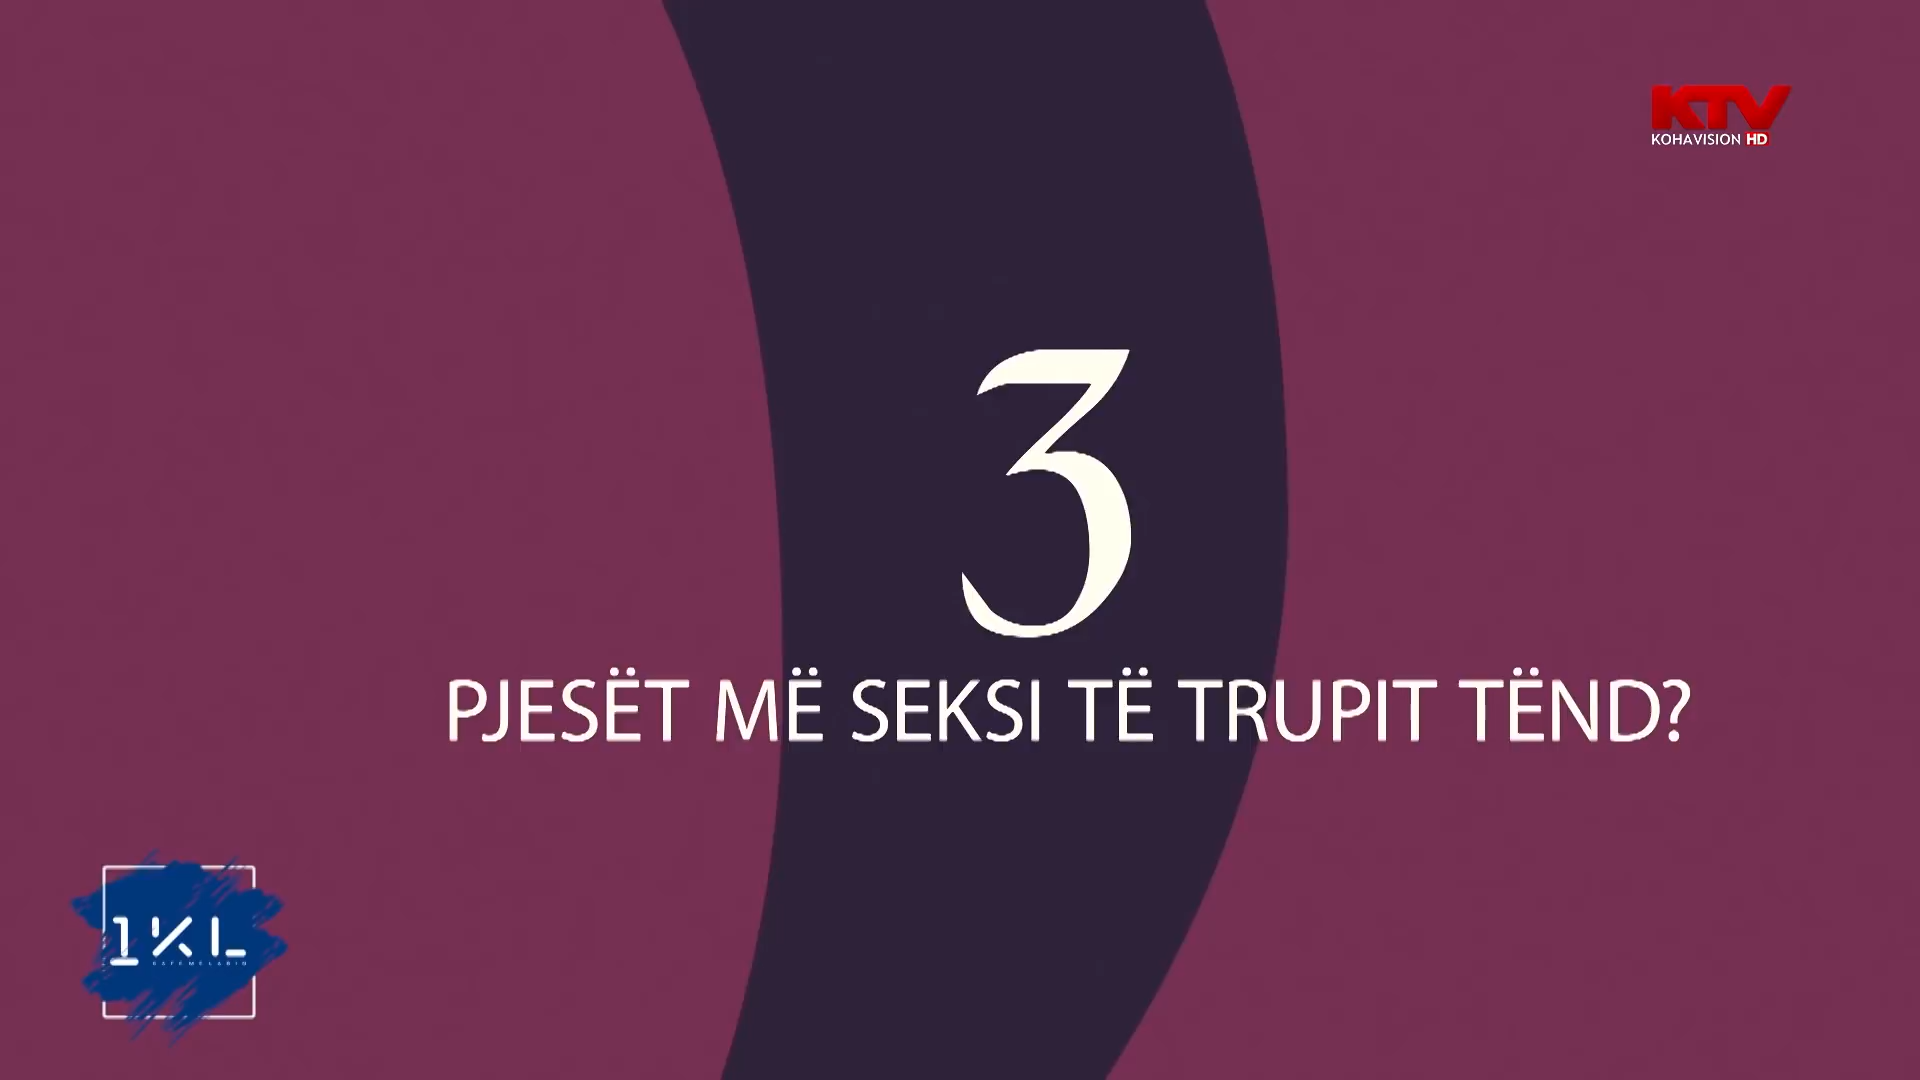 KTV
KOHAVISION HD
3
PJESËT MË SEKSI TË TRUPIT TËND?
1KL